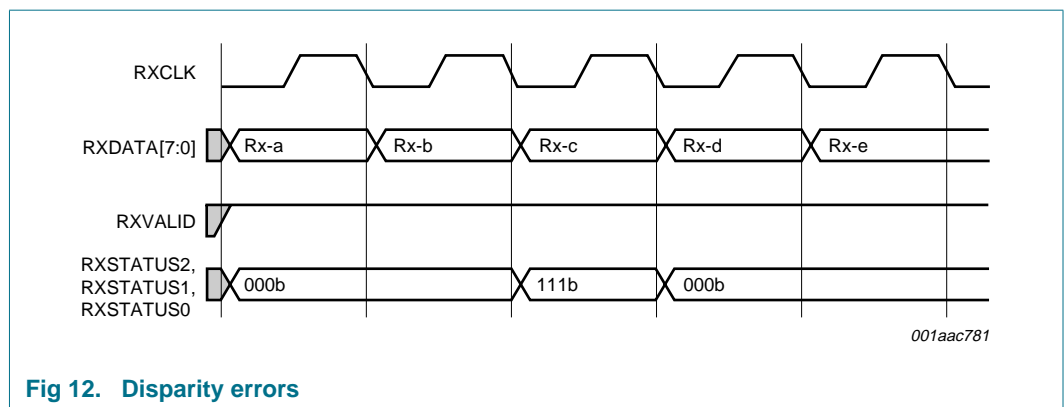 RXCLK
RXDATA[7:0] Rx-a Rx-b Rx-c Rx-d Rx-e
RXVALID
RXSTATUS2,
RXSTATUS1, 000b 111b 000b
RXSTATUS0
001aac781
Fig 12. Disparity errors